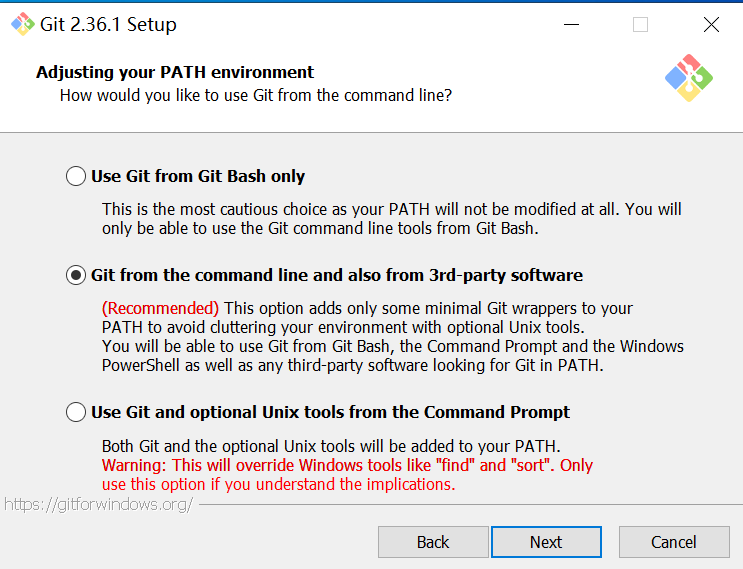 Git 2.36.1 Setup
Adjusting your PATH environment
How would you like to use Git from the command line?
Use Git from Git Bash only
This is the most cautious choice as your PATH will not be modified at all. You will
only be able to use the Git command line tools from Git Bash.
Git from the command line and also from 3rd-party software
(Recommended) This option adds only some minimal Git wrappers to your
PATH to avoid cluttering your environment with optional Unix tools.
You will be able to use Git from Git Bash, the Command Prompt and the Windows
PowerShell as well as any third-party software looking for Git in PATH.
Use Git and optional Unix tools from the Command Prompt
Both Git and the optional Unix tools will be added to your PATH.
Warning: This will override Windows tools like "find" and "sort". Only
use this option if you understand the implications.
https://gitforwindows.org/
Back Next Cancel